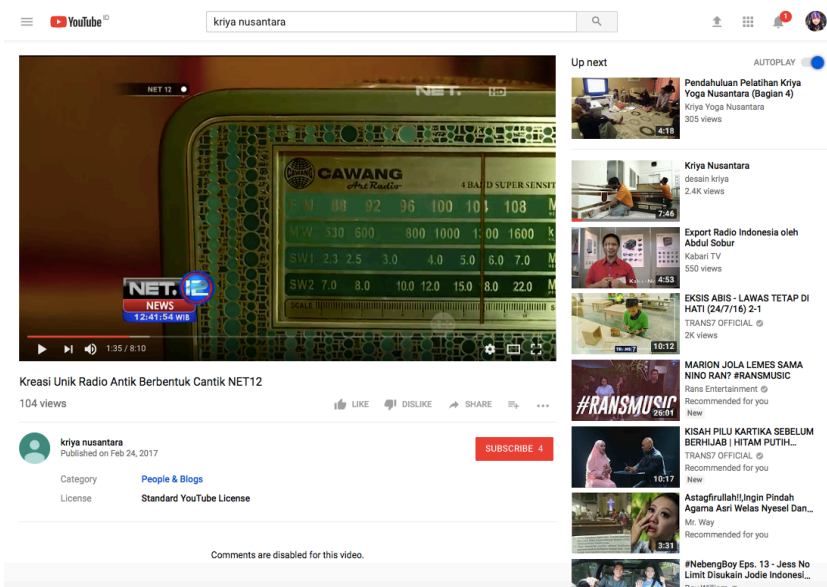 YouTube ID
kriya nusantara
1
NET 12
NET. HD
CAWANG
Art Radio
4 BAND SUPER SENSIT
FM 88 92 96 100 104 108 M
MW 530 600 800 1000 1300 1600 k
SW1 2.3 2.5 3.0 4.0 5.0 6.0 7.0 M
SW2 7.0 8.0 10.0 12.0 15.0 18.0 22.0 M
SCALE
NET. 12
NEWS
12:41:54 WIB
1:35 / 8:10
Kreasi Unik Radio Antik Berbentuk Cantik NET12
104 views
LIKE DISLIKE SHARE
kriya nusantara
Published on Feb 24, 2017
SUBSCRIBE 4
Category People & Blogs
License Standard YouTube License
Comments are disabled for this video.
Up next
AUTOPLAY
Pendahuluan Pelatihan Kriya
Yoga Nusantara (Bagian 4)
Kriya Yoga Nusantara
305 views
4:18
Kriya Nusantara
desain kriya
2.4K views
7:46
Export Radio Indonesia oleh
Abdul Sobur
Kabari TV
550 views
4:53
EKSIS ABIS - LAWAS TETAP DI
HATI (24/7/16) 2-1
TRANS7 OFFICIAL
2K views
10:12
MARION JOLA LEMES SAMA
NINO RAN? #RANSMUSIC
Rans Entertainment
Recommended for you
New
#RANSMUSIC
26:01
KISAH PILU KARTIKA SEBELUM
BERHIJAB | HITAM PUTIH...
TRANS7 OFFICIAL
Recommended for you
New
10:17
Astagfirullah!!,Ingin Pindah
Agama Asri Welas Nyesel Dan...
Mr. Way
Recommended for you
3:31
#NebengBoy Eps. 13 - Jess No
Limit Disukain Jodie Indonesi...